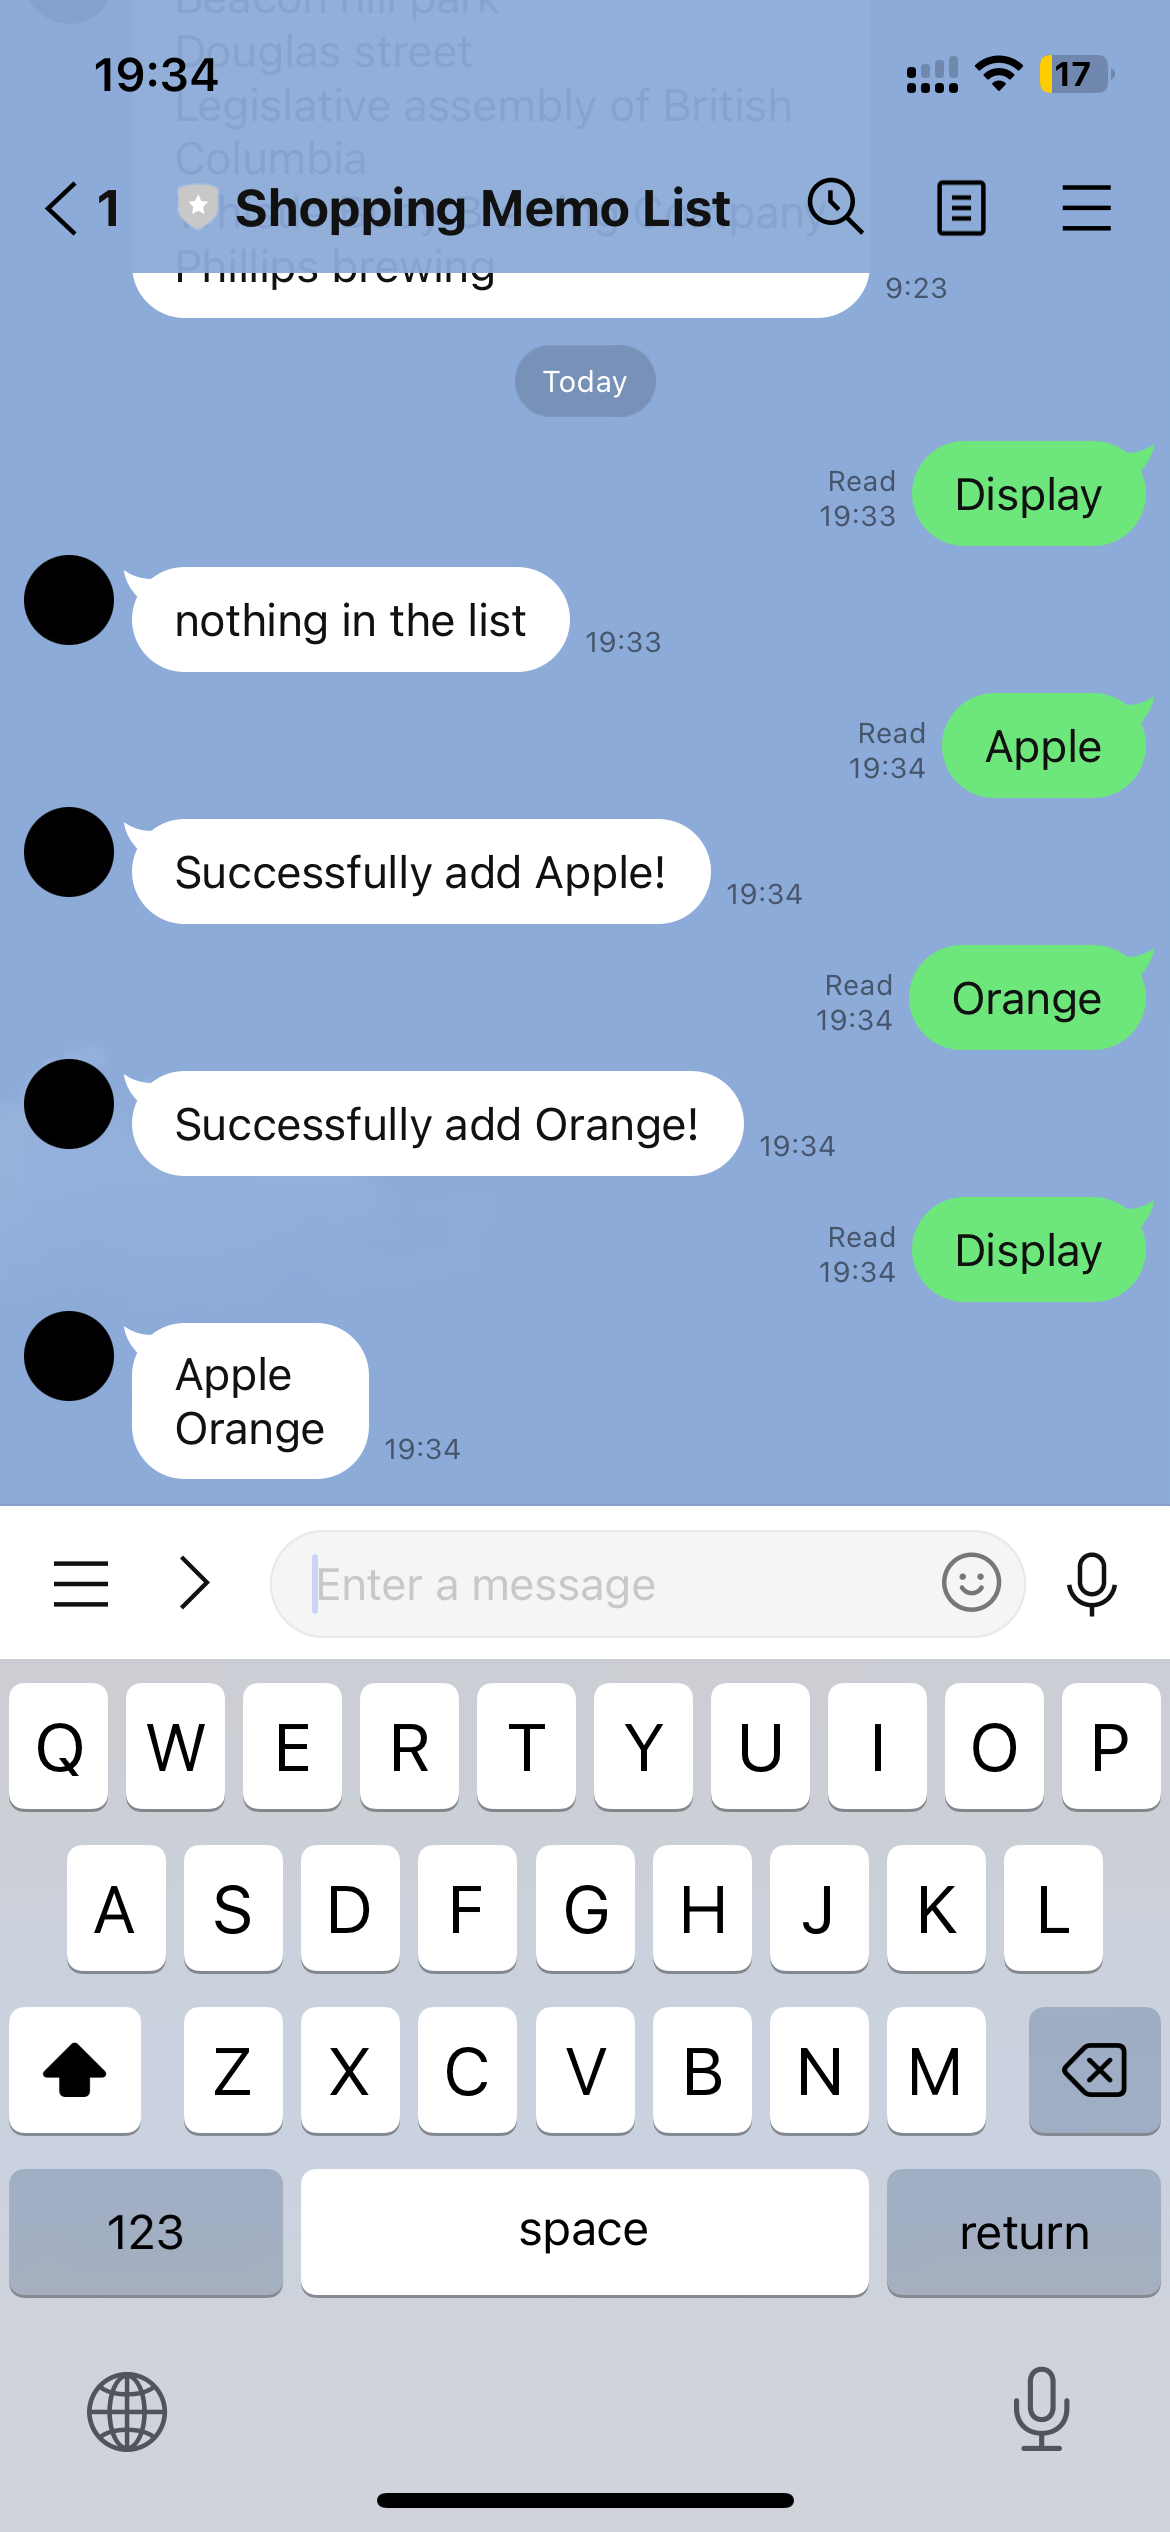 Beacon hill park
Douglas street
19:34
17
Legislative assembly of British
Columbia
1
Shopping Memo List
Company
Phillips brewing
9:23
Today
Display
Read
19:33
nothing in the list
19:33
Apple
Read
19:34
Successfully add Apple!
19:34
Orange
Read
19:34
Successfully add Orange!
19:34
Display
Read
19:34
Apple
Orange
19:34
Enter a message
Q W E R T Y U I O P
A S D F G H J K L
Z X C V B N M
123 space return